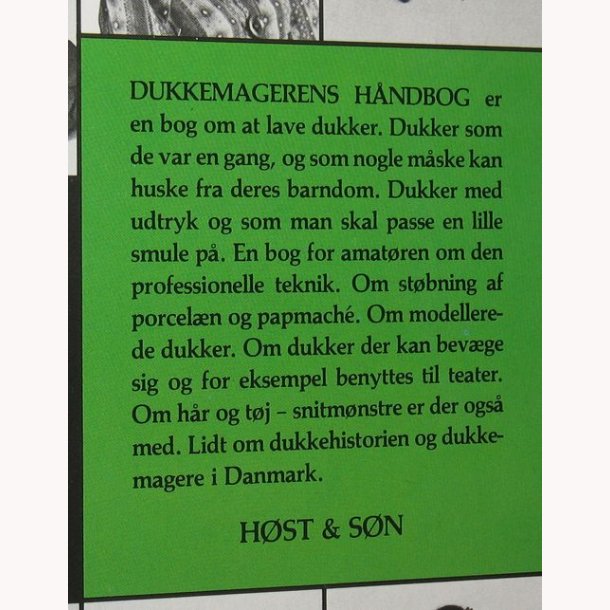 DUKKEMAGERENS HÅNDBOG er
en bog om at lave dukker. Dukker som
de var en gang, og som nogle måske kan
huske fra deres barndom. Dukker med
udtryk og som man skal passe en lille
smule på. En bog for amatøren om den
professionelle teknik. Om støbning af
porcelæn og papmaché. Om modellere-
de dukker. Om dukker der kan bevæge
sig og for eksempel benyttes til teater.
Om hår og tøj – snitmønstre er der også
med. Lidt om dukkehistorien og dukke-
magere i Danmark.
HØST & SØN